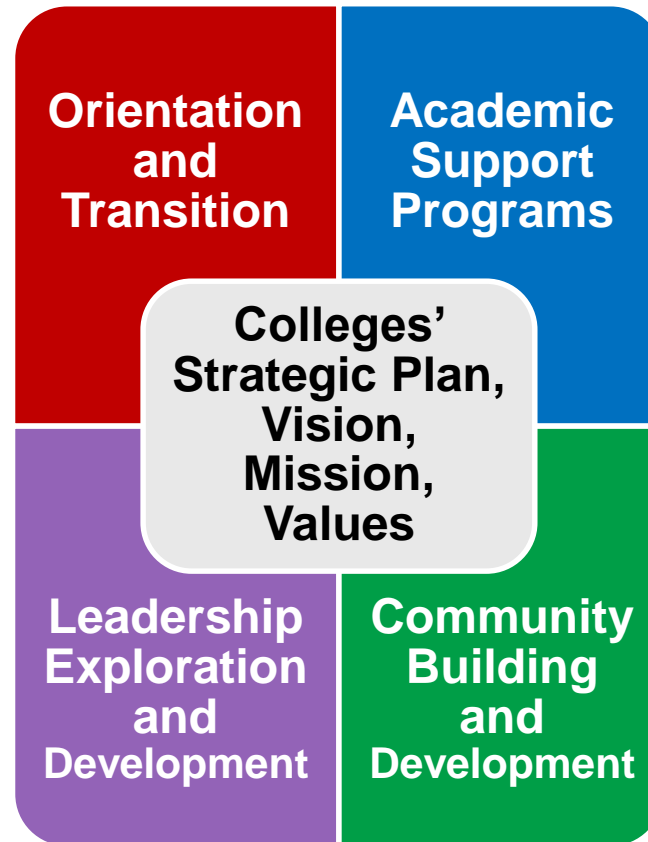 Orientation
and
Transition
Academic
Support
Programs
Colleges’
Strategic Plan,
Vision,
Mission,
Values
Leadership
Exploration
and
Development
Community
Building
and
Development